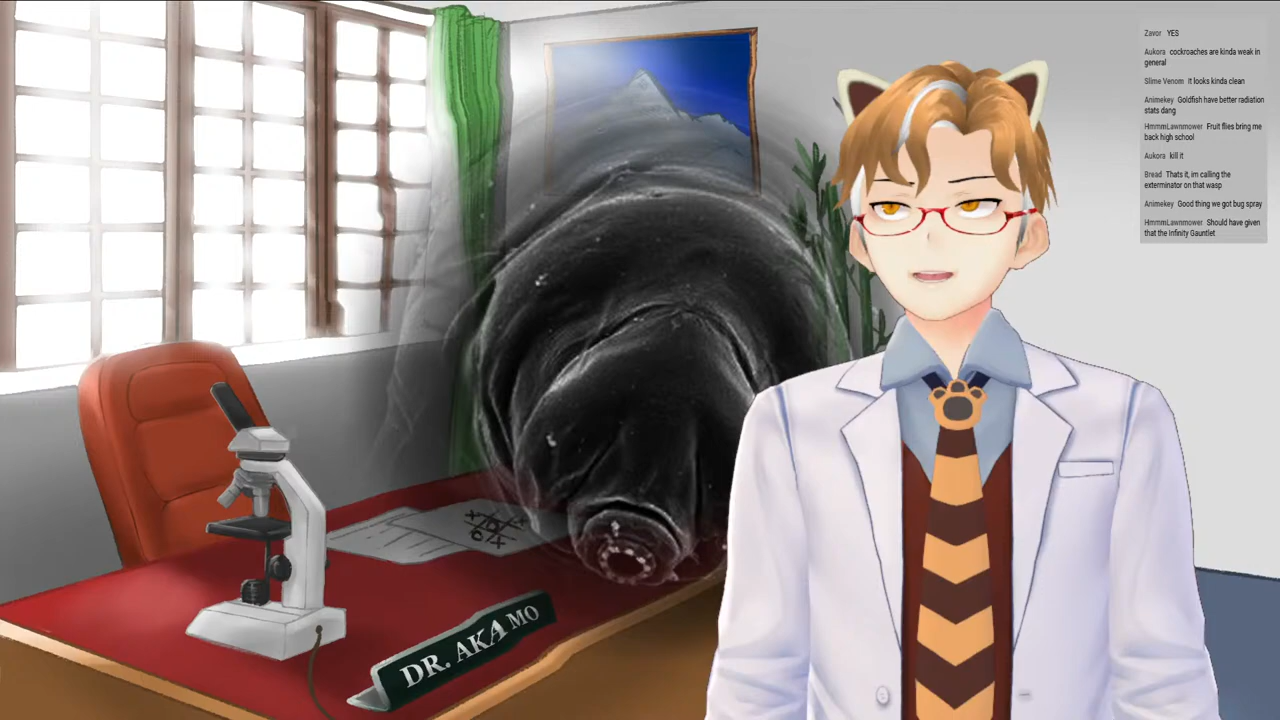 Zavor YES
Aukora cockroaches are kinda weak in
general
Slime Venom It looks kinda clean
Animekey Goldfish have better radiation
stats dang
HmmmLawnmower Fruit flies bring me
back high school
Aukora kill it
Bread Thats it, im calling the
exterminator on that wasp
Animekey Good thing we got bug spray
HmmmLawnmower Should have given
that the Infinity Gauntlet
DR. AKA MO